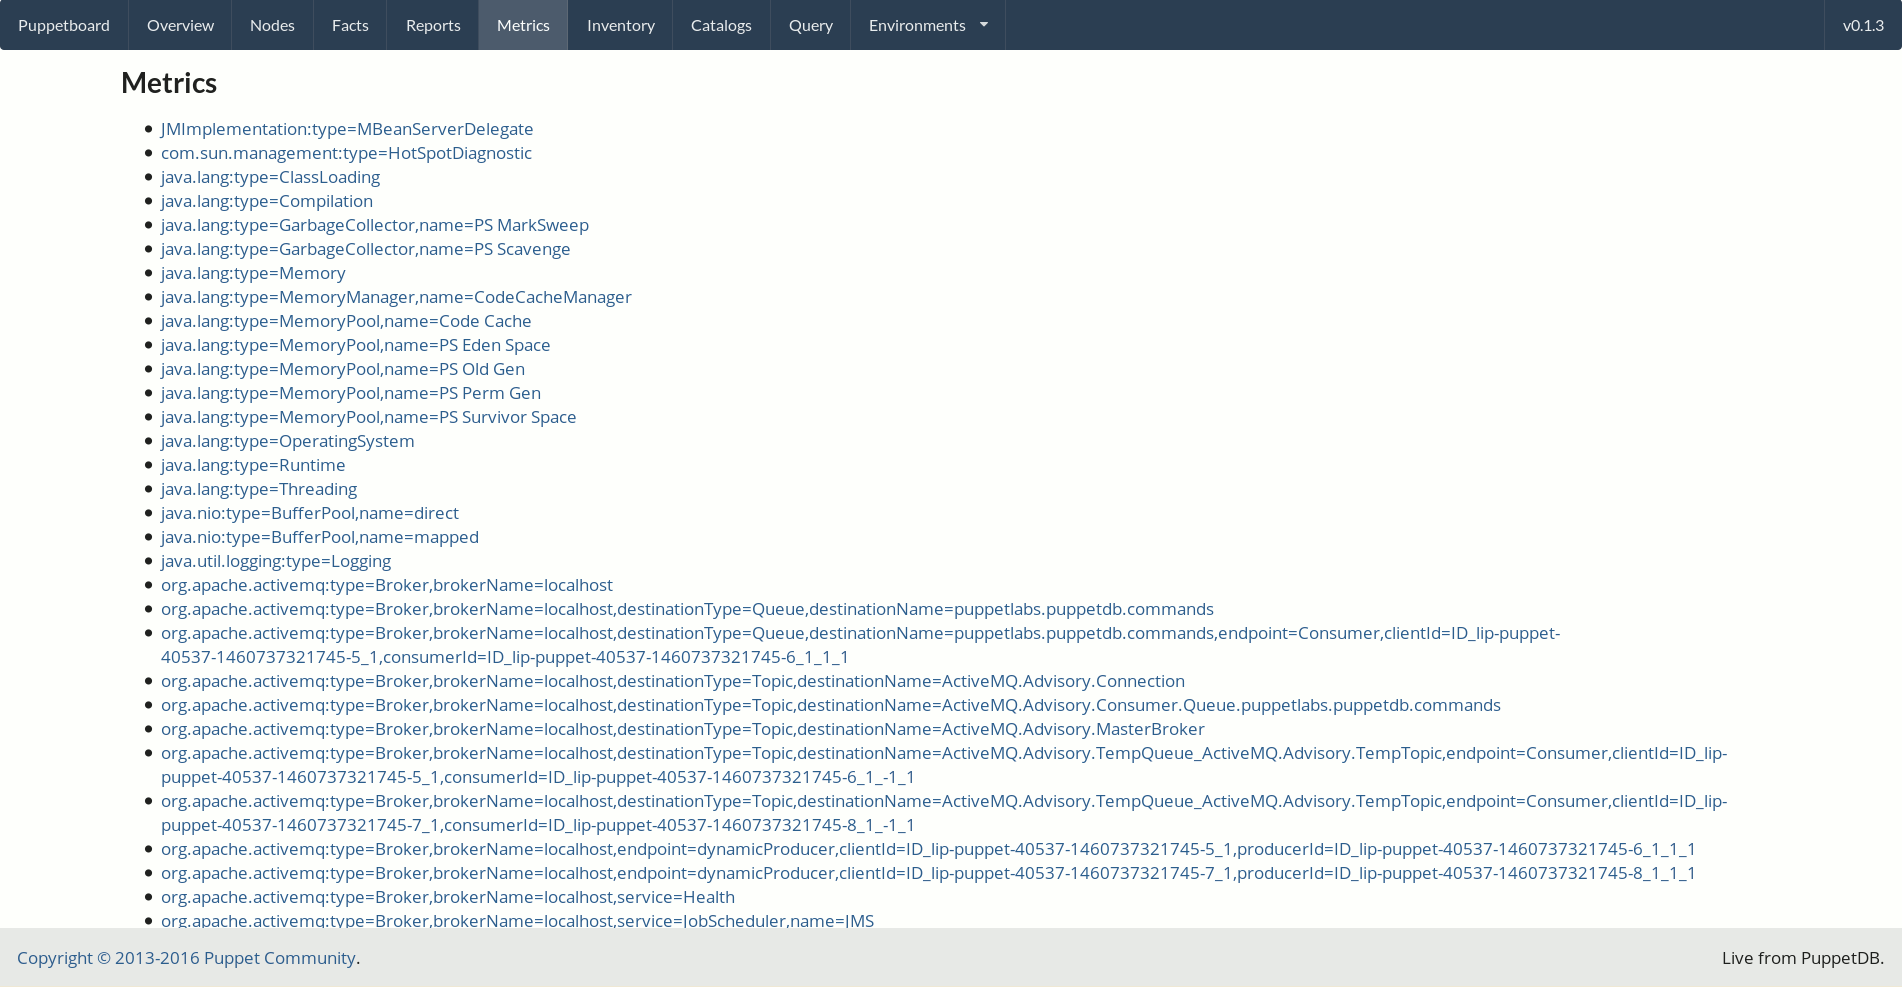 Puppetboard Overview Nodes Facts Reports Metrics Inventory Catalogs Query Environments v0.1.3
Metrics
JMImplementation:type=MBeanServerDelegate
com.sun.management:type=HotSpotDiagnostic
java.lang:type=ClassLoading
java.lang:type=Compilation
java.lang:type=GarbageCollector,name=PS MarkSweep
java.lang:type=GarbageCollector,name=PS Scavenge
java.lang:type=Memory
java.lang:type=MemoryManager,name=CodeCacheManager
java.lang:type=MemoryPool,name=Code Cache
java.lang:type=MemoryPool,name=PS Eden Space
java.lang:type=MemoryPool,name=PS Old Gen
java.lang:type=MemoryPool,name=PS Perm Gen
java.lang:type=MemoryPool,name=PS Survivor Space
java.lang:type=OperatingSystem
java.lang:type=Runtime
java.lang:type=Threading
java.nio:type=BufferPool,name=direct
java.nio:type=BufferPool,name=mapped
java.util.logging:type=Logging
org.apache.activemq:type=Broker,brokerName=localhost
org.apache.activemq:type=Broker,brokerName=localhost,destinationType=Queue,destinationName=puppetlabs.puppetdb.commands
org.apache.activemq:type=Broker,brokerName=localhost,destinationType=Queue,destinationName=puppetlabs.puppetdb.commands,endpoint=Consumer,clientId=ID_lip-puppet-
40537-1460737321745-5_1,consumerId=ID_lip-puppet-40537-1460737321745-6_1_1_1
org.apache.activemq:type=Broker,brokerName=localhost,destinationType=Topic,destinationName=ActiveMQ.Advisory.Connection
org.apache.activemq:type=Broker,brokerName=localhost,destinationType=Topic,destinationName=ActiveMQ.Advisory.Consumer.Queue.puppetlabs.puppetdb.commands
org.apache.activemq:type=Broker,brokerName=localhost,destinationType=Topic,destinationName=ActiveMQ.Advisory.MasterBroker
org.apache.activemq:type=Broker,brokerName=localhost,destinationType=Topic,destinationName=ActiveMQ.Advisory.TempQueue_ActiveMQ.Advisory.TempTopic,endpoint=Consumer,clientId=ID_lip-
puppet-40537-1460737321745-5_1,consumerId=ID_lip-puppet-40537-1460737321745-6_1_-1_1
org.apache.activemq:type=Broker,brokerName=localhost,destinationType=Topic,destinationName=ActiveMQ.Advisory.TempQueue_ActiveMQ.Advisory.TempTopic,endpoint=Consumer,clientId=ID_lip-
puppet-40537-1460737321745-7_1,consumerId=ID_lip-puppet-40537-1460737321745-8_1_-1_1
org.apache.activemq:type=Broker,brokerName=localhost,endpoint=dynamicProducer,clientId=ID_lip-puppet-40537-1460737321745-5_1,producerId=ID_lip-puppet-40537-1460737321745-6_1_1_1
org.apache.activemq:type=Broker,brokerName=localhost,endpoint=dynamicProducer,clientId=ID_lip-puppet-40537-1460737321745-7_1,producerId=ID_lip-puppet-40537-1460737321745-8_1_1_1
org.apache.activemq:type=Broker,brokerName=localhost,service=Health
org.apache.activemq:type=Broker,brokerName=localhost,service=JobScheduler,name=JMS
Copyright © 2013-2016 Puppet Community. Live from PuppetDB.